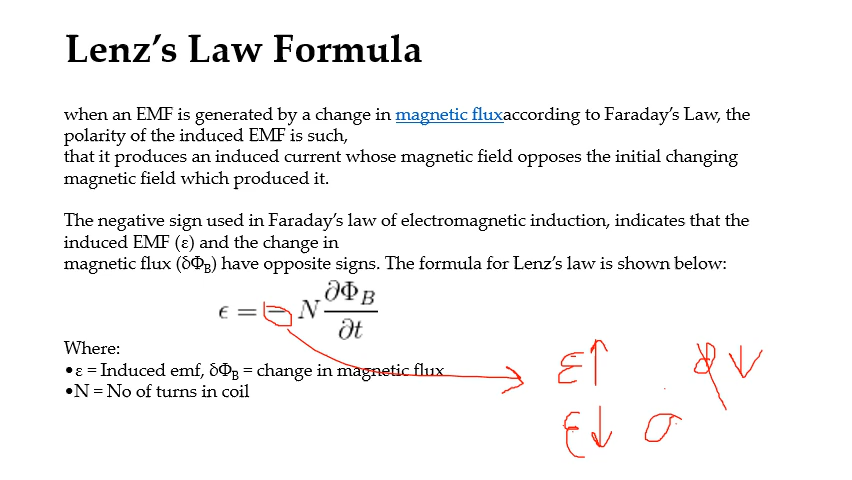 Lenz's Law Formula
when an EMF is generated by a change in magnetic fluxaccording to Faraday's Law, the
polarity of the induced EMF is such,
that it produces an induced current whose magnetic field opposes the initial changing
magnetic field which produced it.
The negative sign used in Faraday's law of electromagnetic induction, indicates that the
induced EMF (ε) and the change in
magnetic flux (δΦB) have opposite signs. The formula for Lenz's law is shown below:
ϵ = − N ∂ΦB / ∂t
Where:
•ε = Induced emf, δΦB = change in magnetic flux
•N = No of turns in coil
ε↑ ↓
ε↓